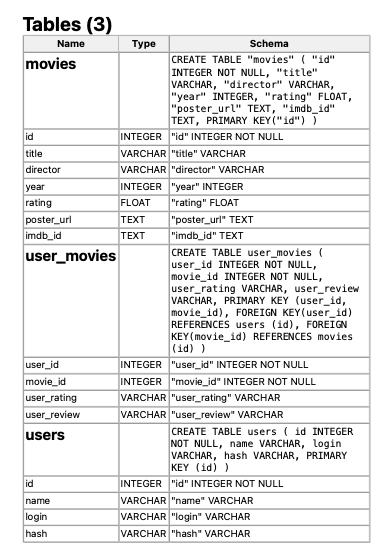 Tables (3)
Name Type Schema
movies CREATE TABLE "movies" ( "id"
INTEGER NOT NULL, "title"
VARCHAR, "director" VARCHAR,
"year" INTEGER, "rating" FLOAT,
"poster_url" TEXT, "imdb_id"
TEXT, PRIMARY KEY("id") )
id INTEGER "id" INTEGER NOT NULL
title VARCHAR "title" VARCHAR
director VARCHAR "director" VARCHAR
year INTEGER "year" INTEGER
rating FLOAT "rating" FLOAT
poster_url TEXT "poster_url" TEXT
imdb_id TEXT "imdb_id" TEXT
user_movies CREATE TABLE user_movies (
user_id INTEGER NOT NULL,
movie_id INTEGER NOT NULL,
user_rating VARCHAR, user_review
VARCHAR, PRIMARY KEY (user_id,
movie_id), FOREIGN KEY(user_id)
REFERENCES users (id), FOREIGN
KEY(movie_id) REFERENCES movies
(id) )
user_id INTEGER "user_id" INTEGER NOT NULL
movie_id INTEGER "movie_id" INTEGER NOT NULL
user_rating VARCHAR "user_rating" VARCHAR
user_review VARCHAR "user_review" VARCHAR
users CREATE TABLE users ( id INTEGER
NOT NULL, name VARCHAR, login
VARCHAR, hash VARCHAR, PRIMARY
KEY (id) )
id INTEGER "id" INTEGER NOT NULL
name VARCHAR "name" VARCHAR
login VARCHAR "login" VARCHAR
hash VARCHAR "hash" VARCHAR